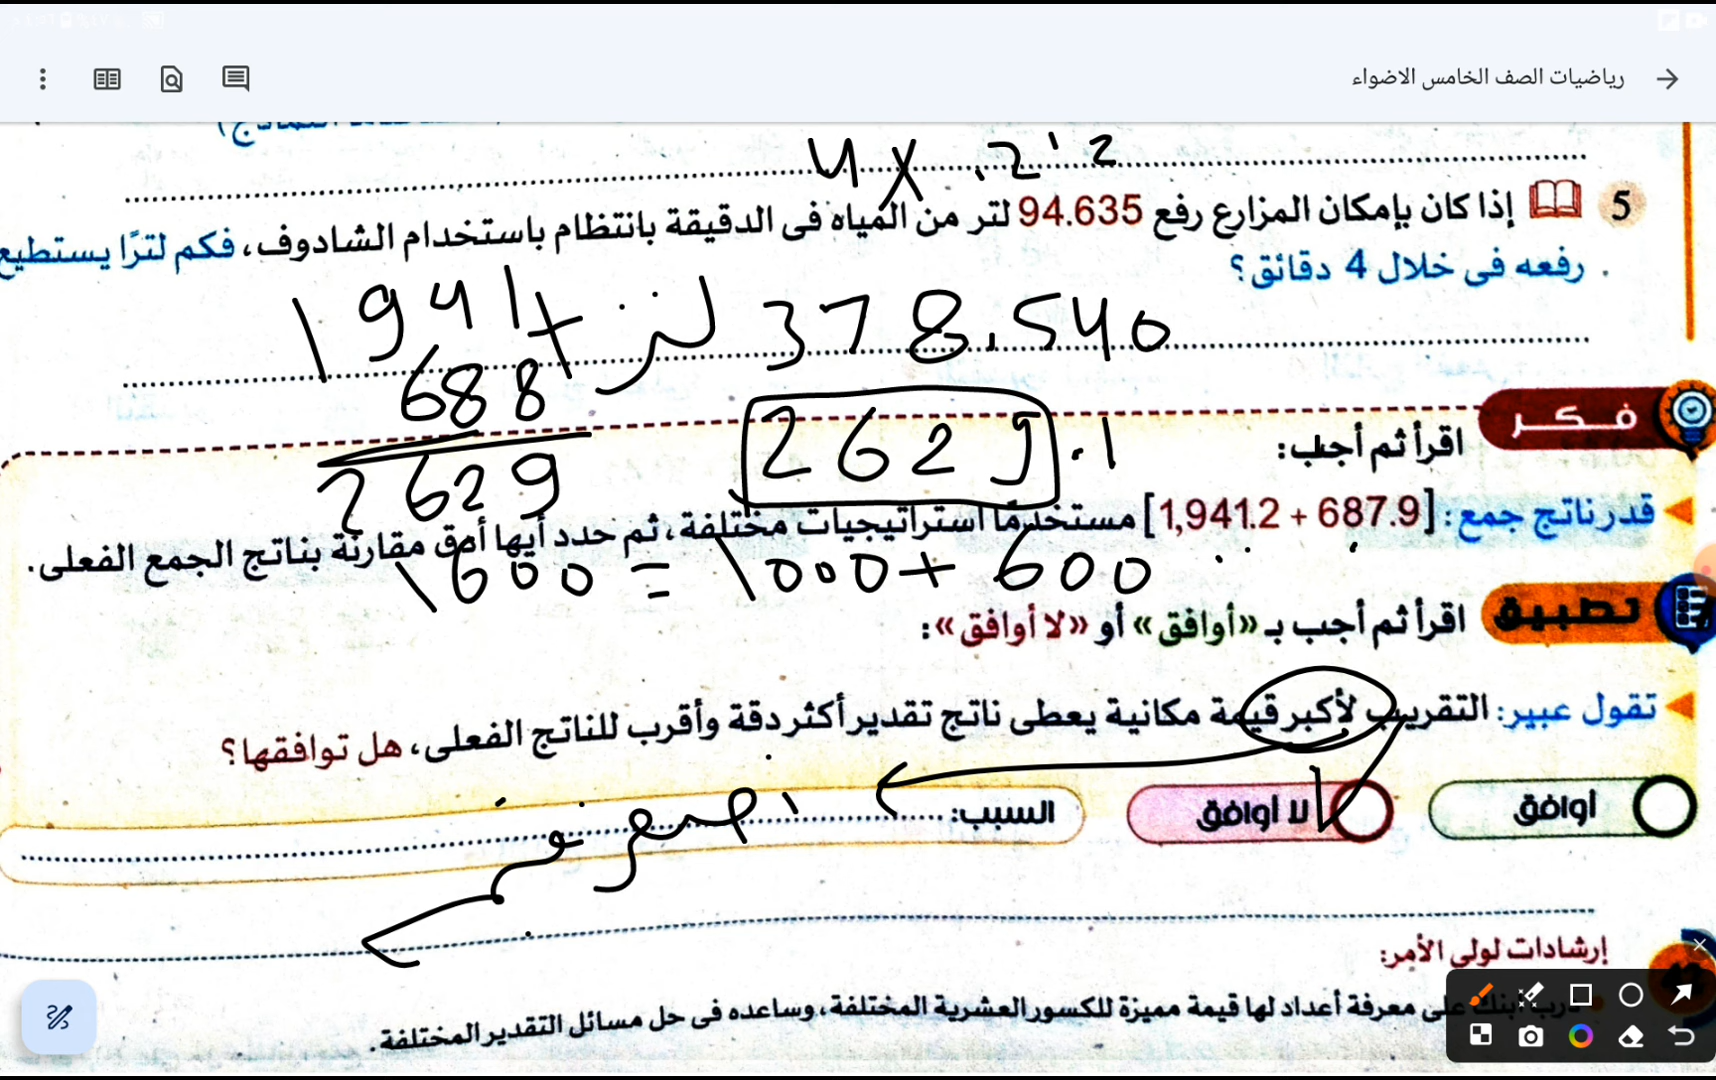 رياضيات الصف الخامس الاضواء
4 x
5 إذا كان بإمكان المزارع رفع 94.635 لتر من المياه فى الدقيقة بانتظام باستخدام الشادوف، فكم لترًا يستطيع
رفعه فى خلال 4 دقائق؟
1941 + لتر 378.540
688
2629
2629.1
فـكـر
اقرأ ثم أجب:
قدر ناتج جمع: [1,941.2 + 687.9] مستخدمًا استراتيجيات مختلفة، ثم حدد أيها أدق مقارنة بناتج الجمع الفعلى.
1600 = 1000 + 600
تطبيق
اقرأ ثم أجب بـ «أوافق» أو «لا أوافق»:
تقول عبير: التقريب لأكبر قيمة مكانية يعطى ناتج تقدير أكثر دقة وأقرب للناتج الفعلى، هل توافقها؟
أوافق
لا أوافق
السبب:
إرشادات لولى الأمر:
على معرفة أعداد لها قيمة مميزة للكسور العشرية المختلفة، وساعده فى حل مسائل التقدير المختلفة.